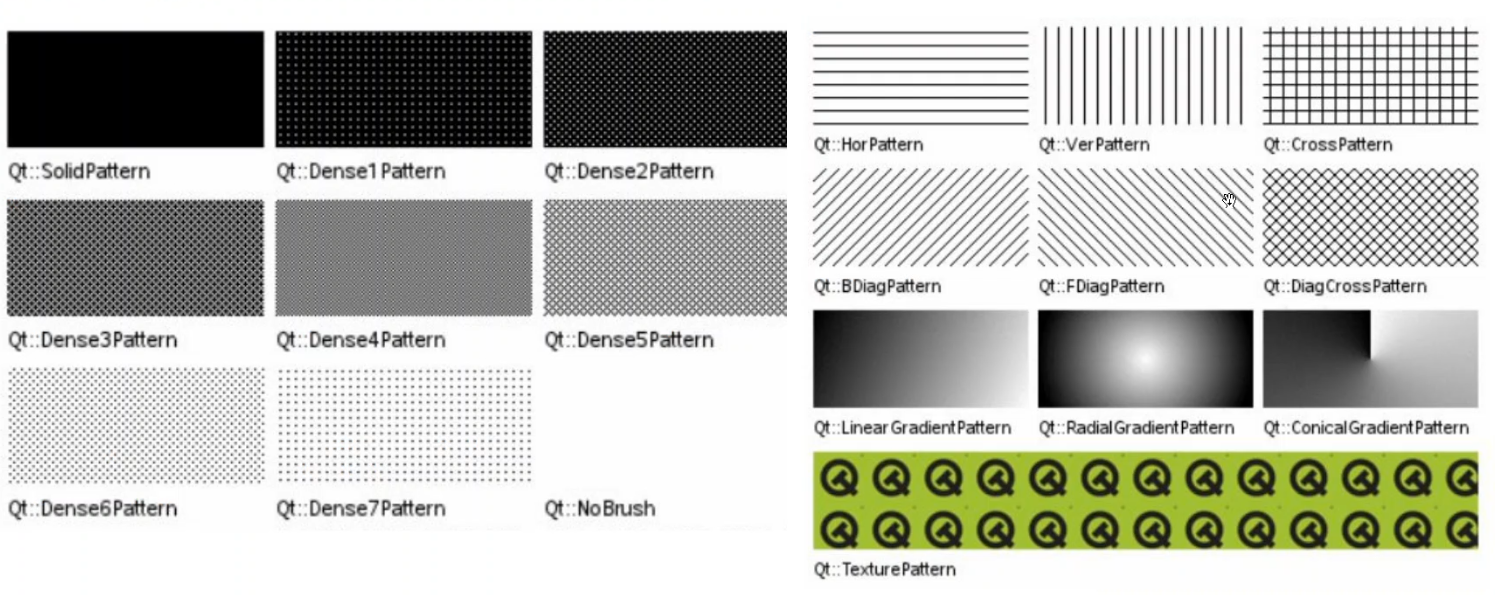 Qt::SolidPattern
Qt::Dense1Pattern
Qt::Dense2Pattern
Qt::Dense3Pattern
Qt::Dense4Pattern
Qt::Dense5Pattern
Qt::Dense6Pattern
Qt::Dense7Pattern
Qt::NoBrush
Qt::HorPattern
Qt::VerPattern
Qt::CrossPattern
Qt::BDiagPattern
Qt::FDiagPattern
Qt::DiagCrossPattern
Qt::LinearGradientPattern
Qt::RadialGradientPattern
Qt::ConicalGradientPattern
Qt::TexturePattern